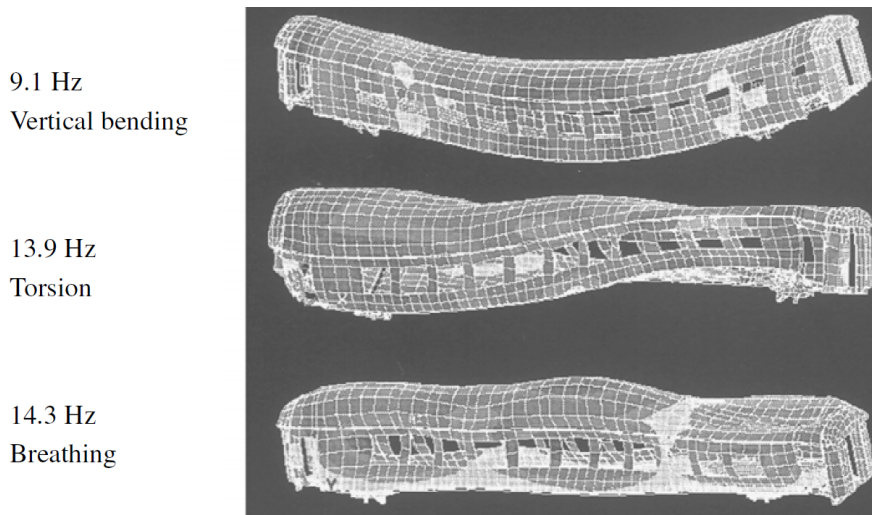 9.1 Hz
Vertical bending
13.9 Hz
Torsion
14.3 Hz
Breathing